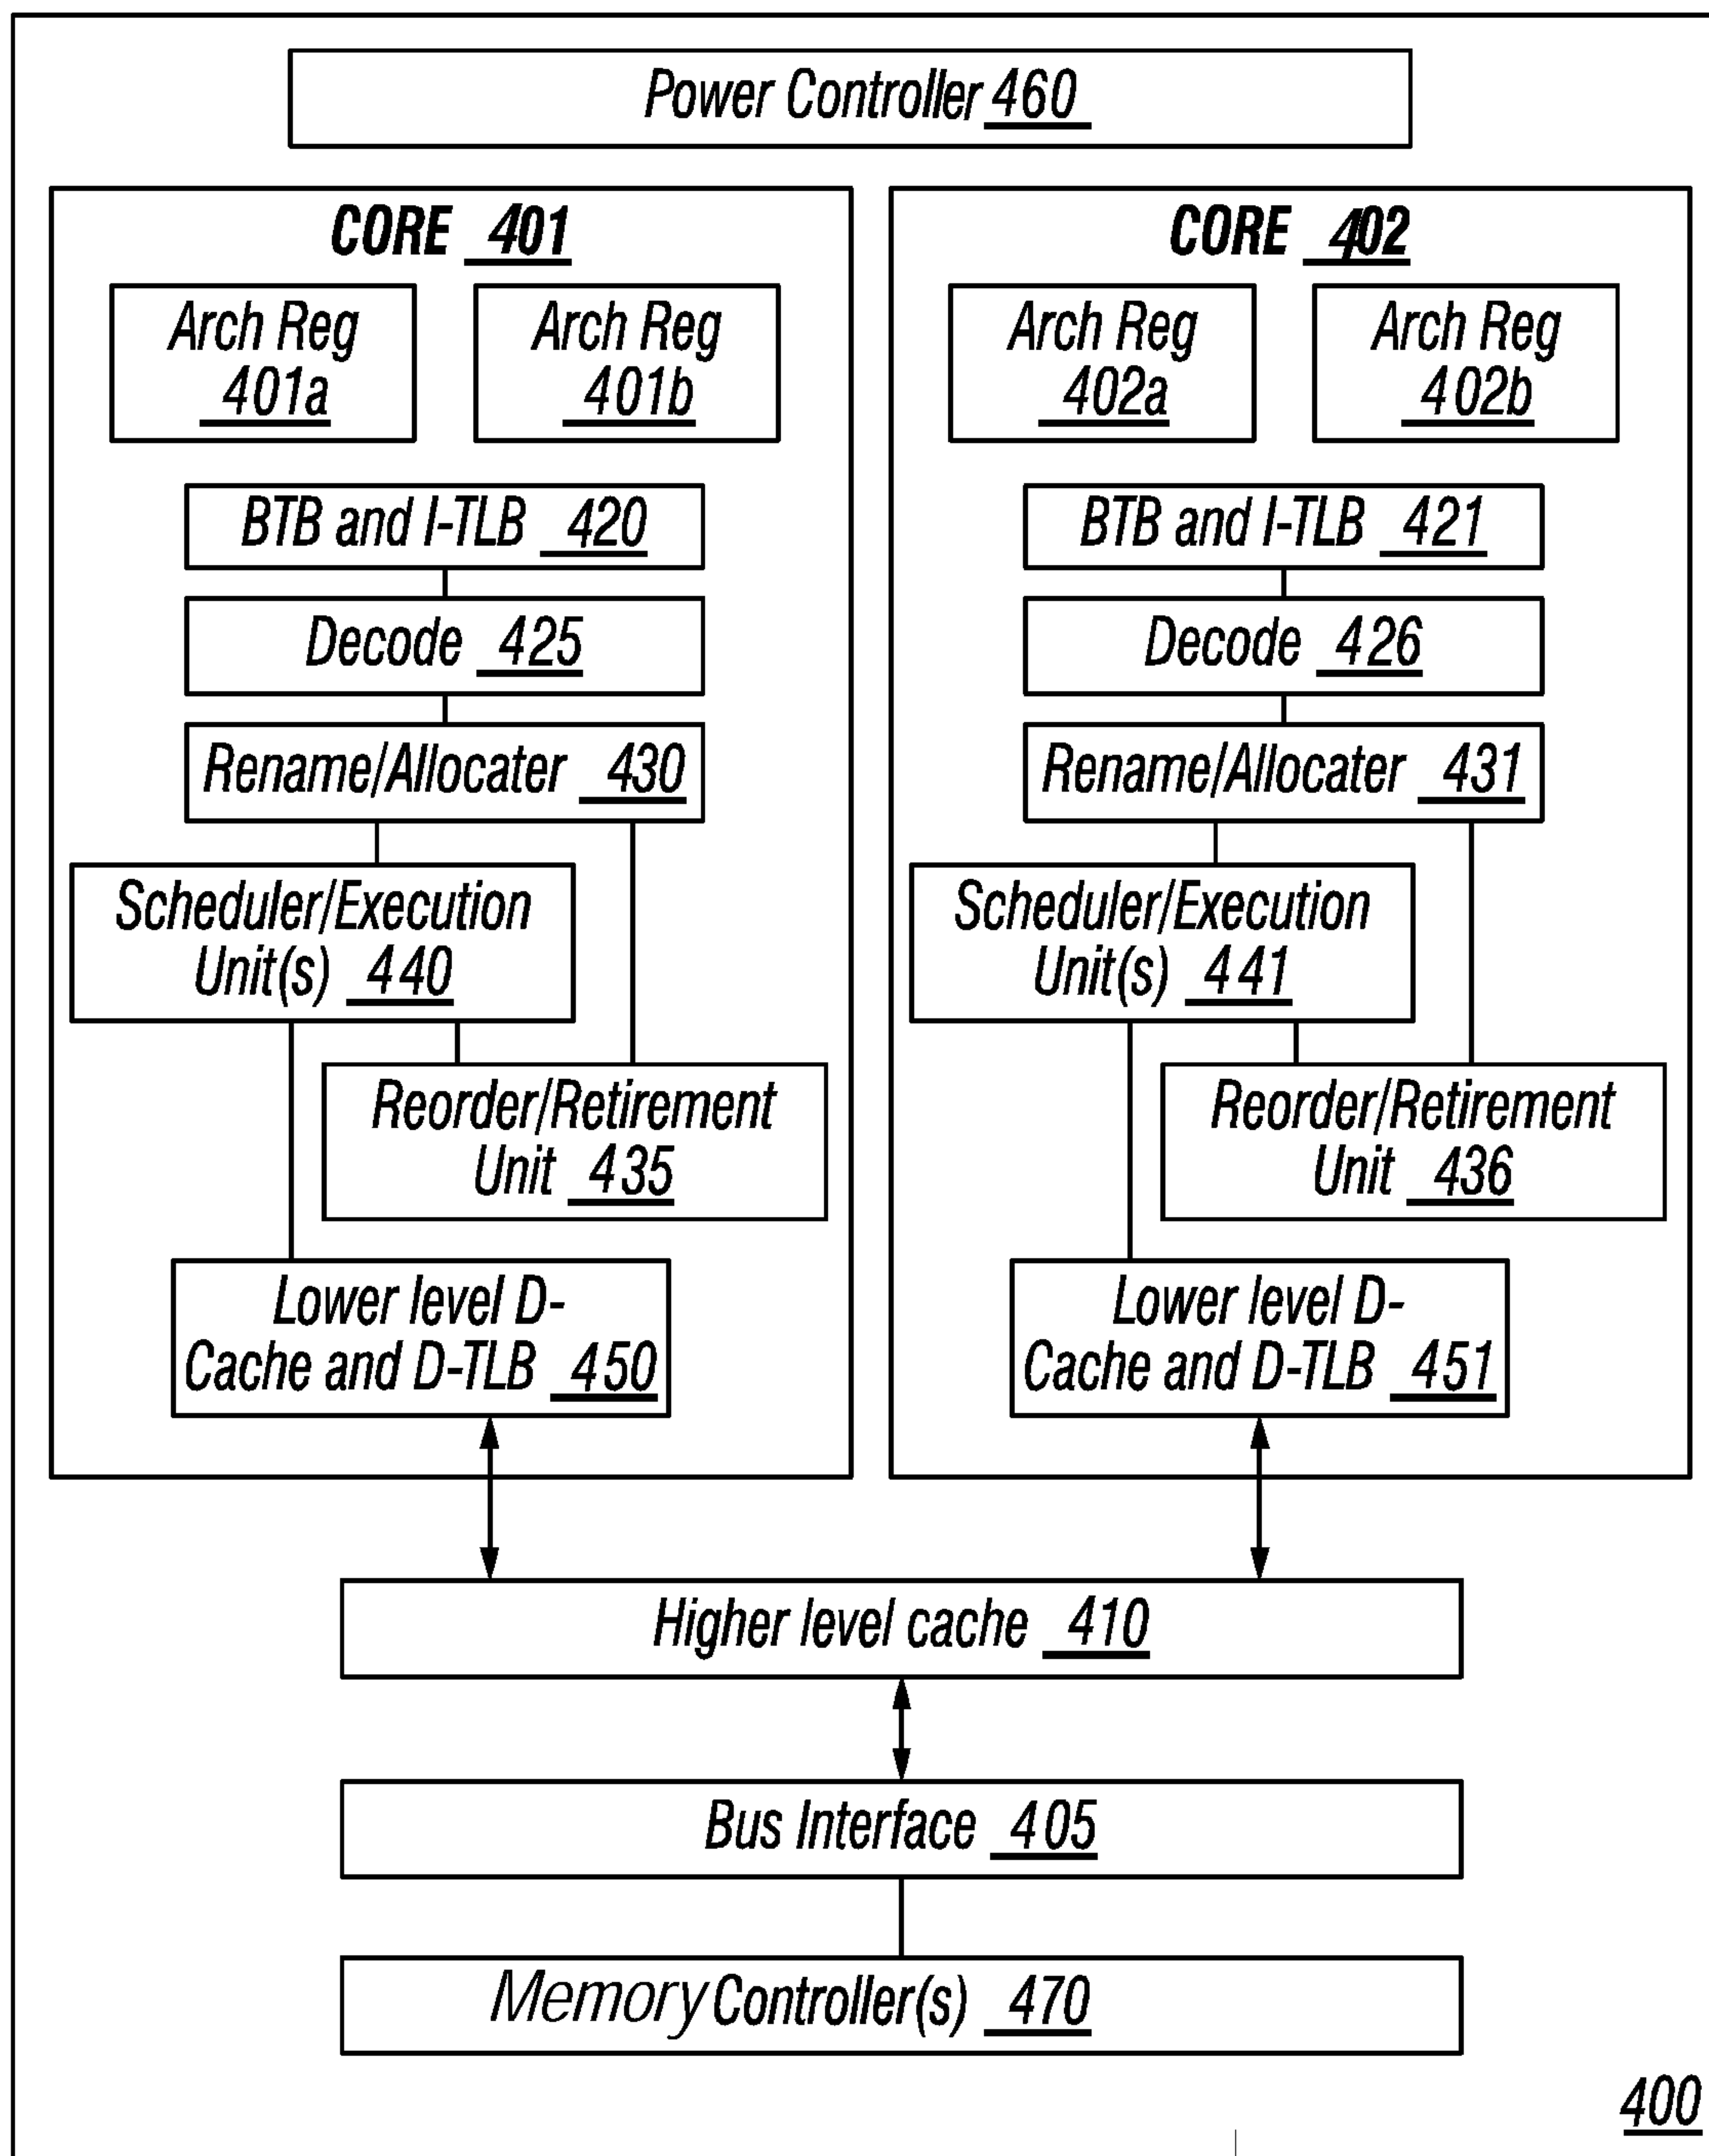 Power Controller 460
CORE 401
Arch Reg
401a
Arch Reg
401b
BTB and I-TLB 420
Decode 425
Rename/Allocater 430
Scheduler/Execution
Unit(s) 440
Reorder/Retirement
Unit 435
Lower level D-
Cache and D-TLB 450
CORE 402
Arch Reg
402a
Arch Reg
402b
BTB and I-TLB 421
Decode 426
Rename/Allocater 431
Scheduler/Execution
Unit(s) 441
Reorder/Retirement
Unit 436
Lower level D-
Cache and D-TLB 451
Higher level cache 410
Bus Interface 405
Memory Controller(s) 470
400